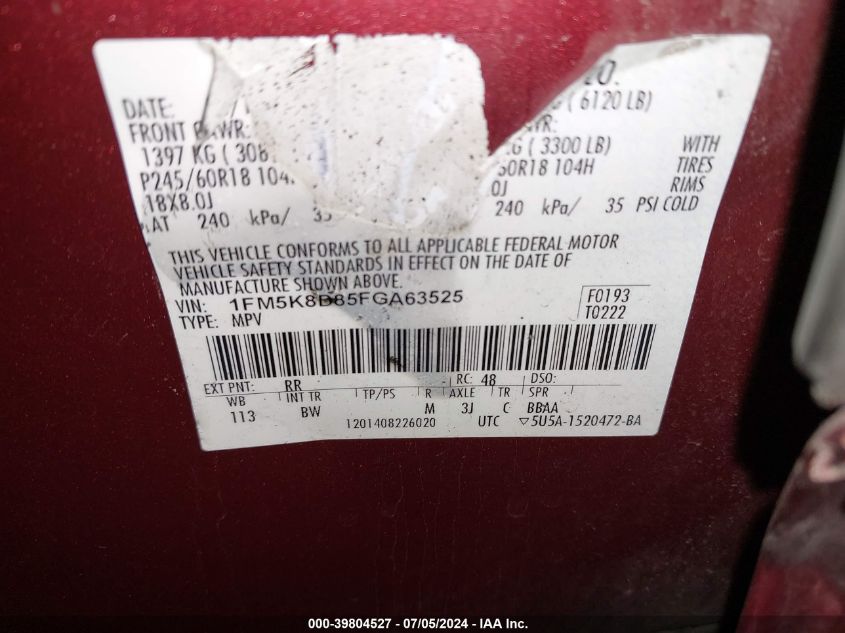 O.
DATE:
( 6120 LB)
FRONT
WR:
1397 KG ( 308
G ( 3300 LB)
WITH
P245/60R18 104
60R18 104H
TIRES
18X8.0J
0J
RIMS
AT 240 kPa/ 35
240 kPa/ 35 PSI COLD
THIS VEHICLE CONFORMS TO ALL APPLICABLE FEDERAL MOTOR
VEHICLE SAFETY STANDARDS IN EFFECT ON THE DATE OF
MANUFACTURE SHOWN ABOVE.
VIN: 1FM5K8D85FGA63525
F0193
TYPE: MPV
T0222
EXT PNT: RR RC: 48 DSO:
WB INT TR TP/PS R AXLE TR SPR
113 BW M 3J C BBAA
1201408226020 UTC ▽5U5A-1520472-BA
000-39804527 / 07/05/2024 - IAA Inc.